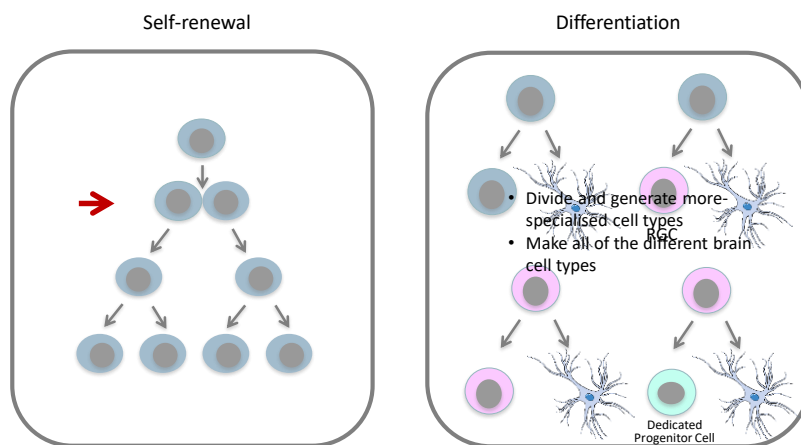 Self-renewal
Differentiation
• Divide and generate more-
specialised cell types
RGC
• Make all of the different brain
cell types
Dedicated
Progenitor Cell